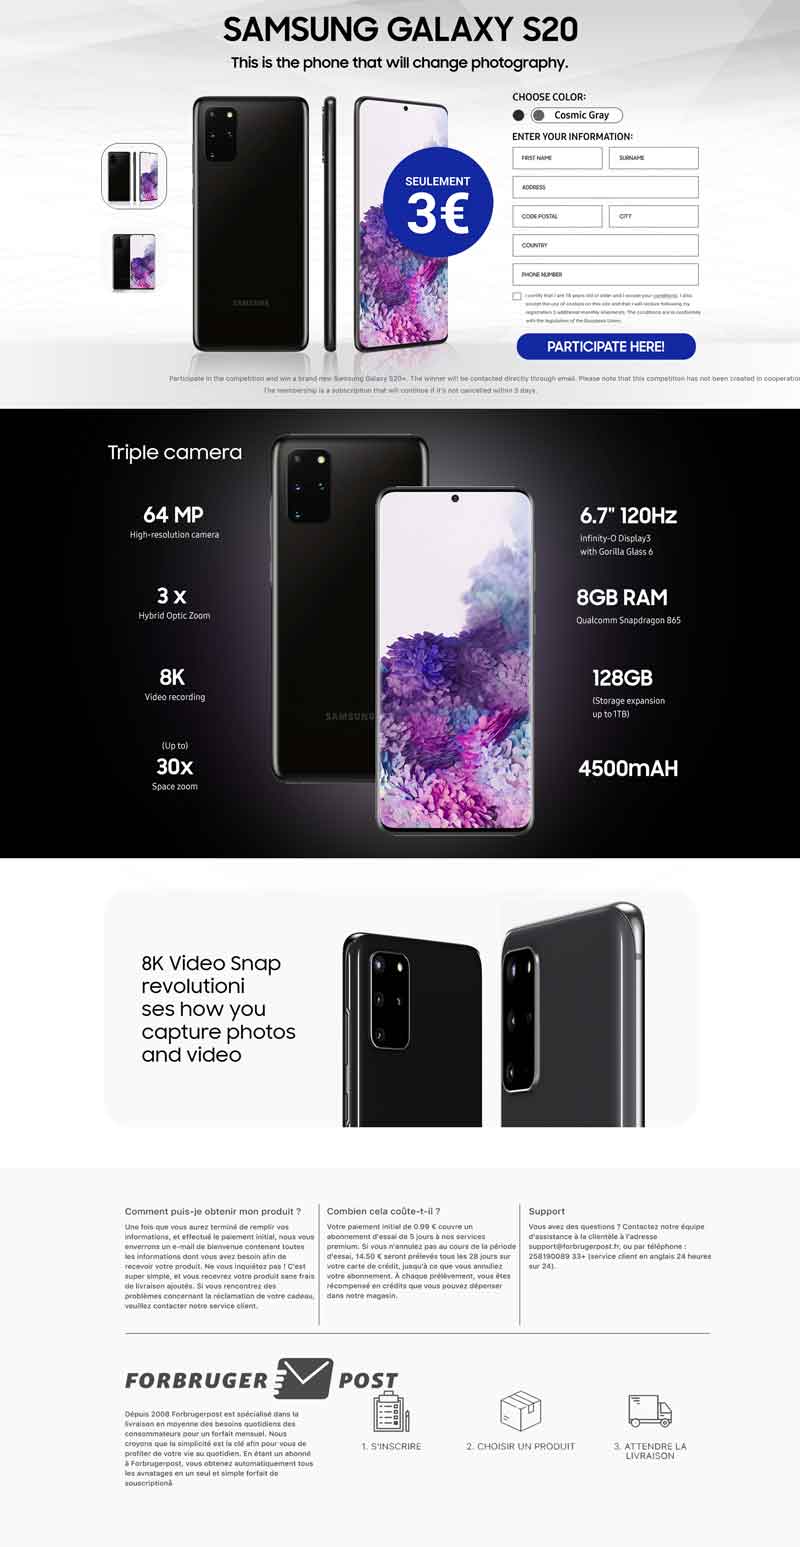 SAMSUNG GALAXY S20
This is the phone that will change photography.
CHOOSE COLOR:
Cosmic Gray
ENTER YOUR INFORMATION:
FIRST NAME
SURNAME
ADDRESS
CODE POSTAL
CITY
COUNTRY
PHONE NUMBER
SEULEMENT
3€
SAMSUNG
I certify that I am 18 years old or older and I accept your conditions. I also
accept the use of cookies on this site and that I will receive following my
registration 3 additional monthly shipments. The conditions are in conformity
with the legislation of the European Union.
PARTICIPATE HERE!
Participate in the competition and win a brand new Samsung Galaxy S20+. The winner will be contacted directly through email. Please note that this competition has not been created in cooperation
The membership is a subscription that will continue if it's not cancelled within 3 days.
Triple camera
64 MP
High-resolution camera
3 x
Hybrid Optic Zoom
8K
Video recording
(Up to)
30x
Space zoom
SAMSUNG
6.7" 120Hz
Infinity-O Display3
with Gorilla Glass 6
8GB RAM
Qualcomm Snapdragon 865
128GB
(Storage expansion
up to 1TB)
4500mAH
8K Video Snap
revolutioni
ses how you
capture photos
and video
Comment puis-je obtenir mon produit ?
Une fois que vous aurez terminé de remplir vos
informations, et effectué le paiement initial, nous vous
enverrons un e-mail de bienvenue contenant toutes
les informations dont vous avez besoin afin de
recevoir votre produit. Ne vous inquiétez pas ! C'est
super simple, et vous recevrez votre produit sans frais
de livraison ajoutés. Si vous rencontrez des
problèmes concernant la réclamation de votre cadeau,
veuillez contacter notre service client.
Combien cela coûte-t-il ?
Votre paiement initial de 0.99 € couvre un
abonnement d'essai de 5 jours à nos services
premium. Si vous n'annulez pas au cours de la période
d'essai, 14.50 € seront prélevés tous les 28 jours sur
votre carte de crédit, jusqu'à ce que vous annuliez
votre abonnement. À chaque prélèvement, vous êtes
récompensé en crédits que vous pouvez dépenser
dans notre magasin.
Support
Vous avez des questions ? Contactez notre équipe
d'assistance à la clientèle à l'adresse
support@forbrugerpost.fr, ou par téléphone :
258190089 33+ (service client en anglais 24 heures
sur 24).
FORBRUGER POST
Dépuis 2008 Forbrugerpost est spécialisé dans la
livraison en moyenne des besoins quotidiens des
consommateurs pour un forfait mensuel. Nous
croyons que la simplicité est la clé afin pour vous de
profiter de votre vie au quotidien. En étant un abonné
à Forbrugerpost, vous obtenez automatiquement tous
les avnatages en un seul et simple forfait de
souscriptionå
1. S'INSCRIRE
2. CHOISIR UN PRODUIT
3. ATTENDRE LA
LIVRAISON